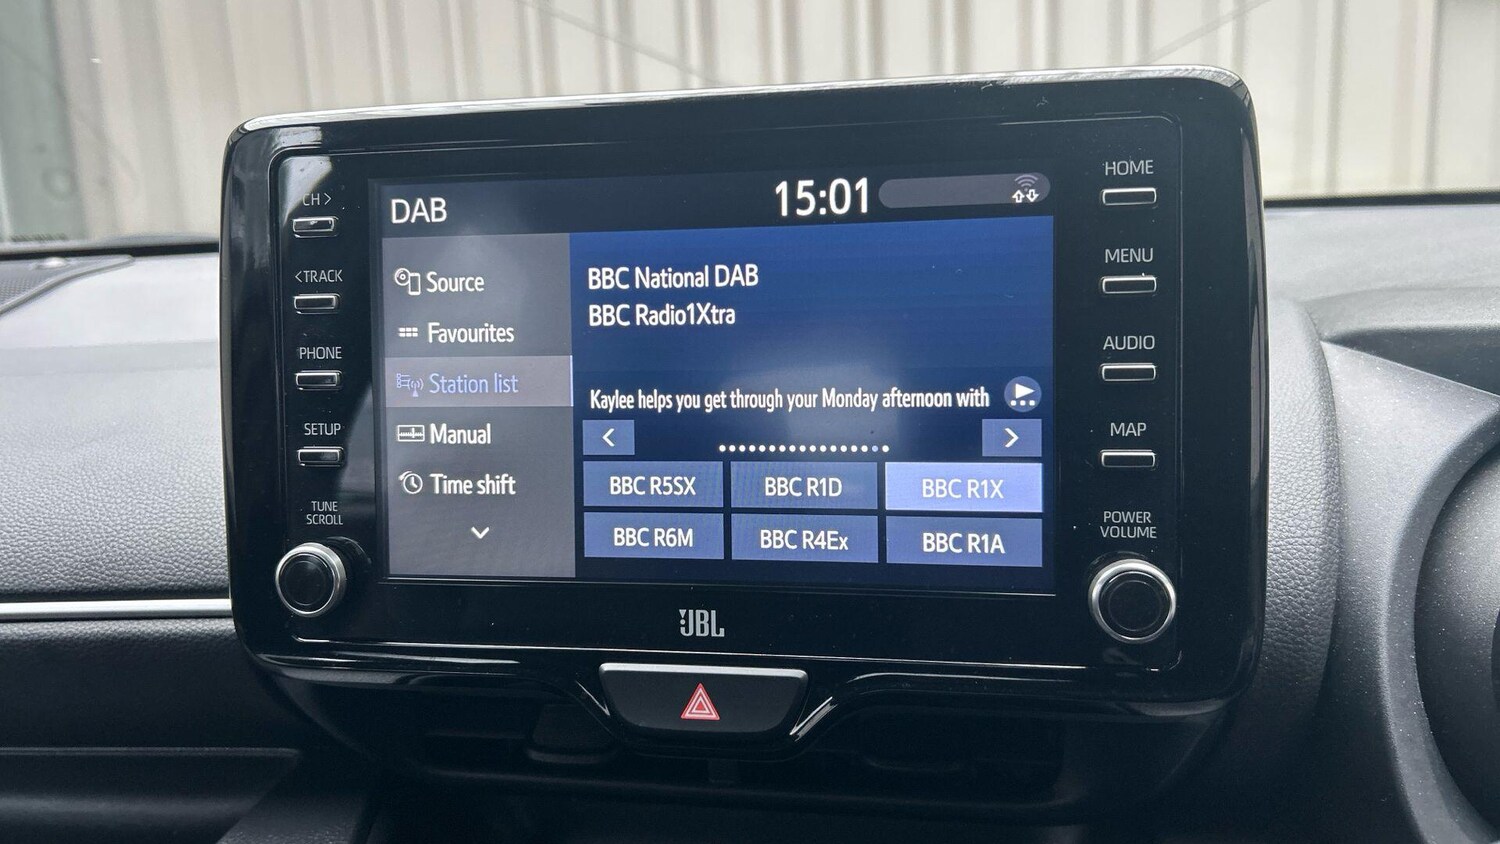 CH >
< TRACK
PHONE
SETUP
TUNE
SCROLL
DAB
15:01
Source
Favourites
Station list
Manual
Time shift
BBC National DAB
BBC Radio1Xtra
Kaylee helps you get through your Monday afternoon with
< >
BBC R5SX BBC R1D BBC R1X
BBC R6M BBC R4Ex BBC R1A
JBL
HOME
MENU
AUDIO
MAP
POWER
VOLUME